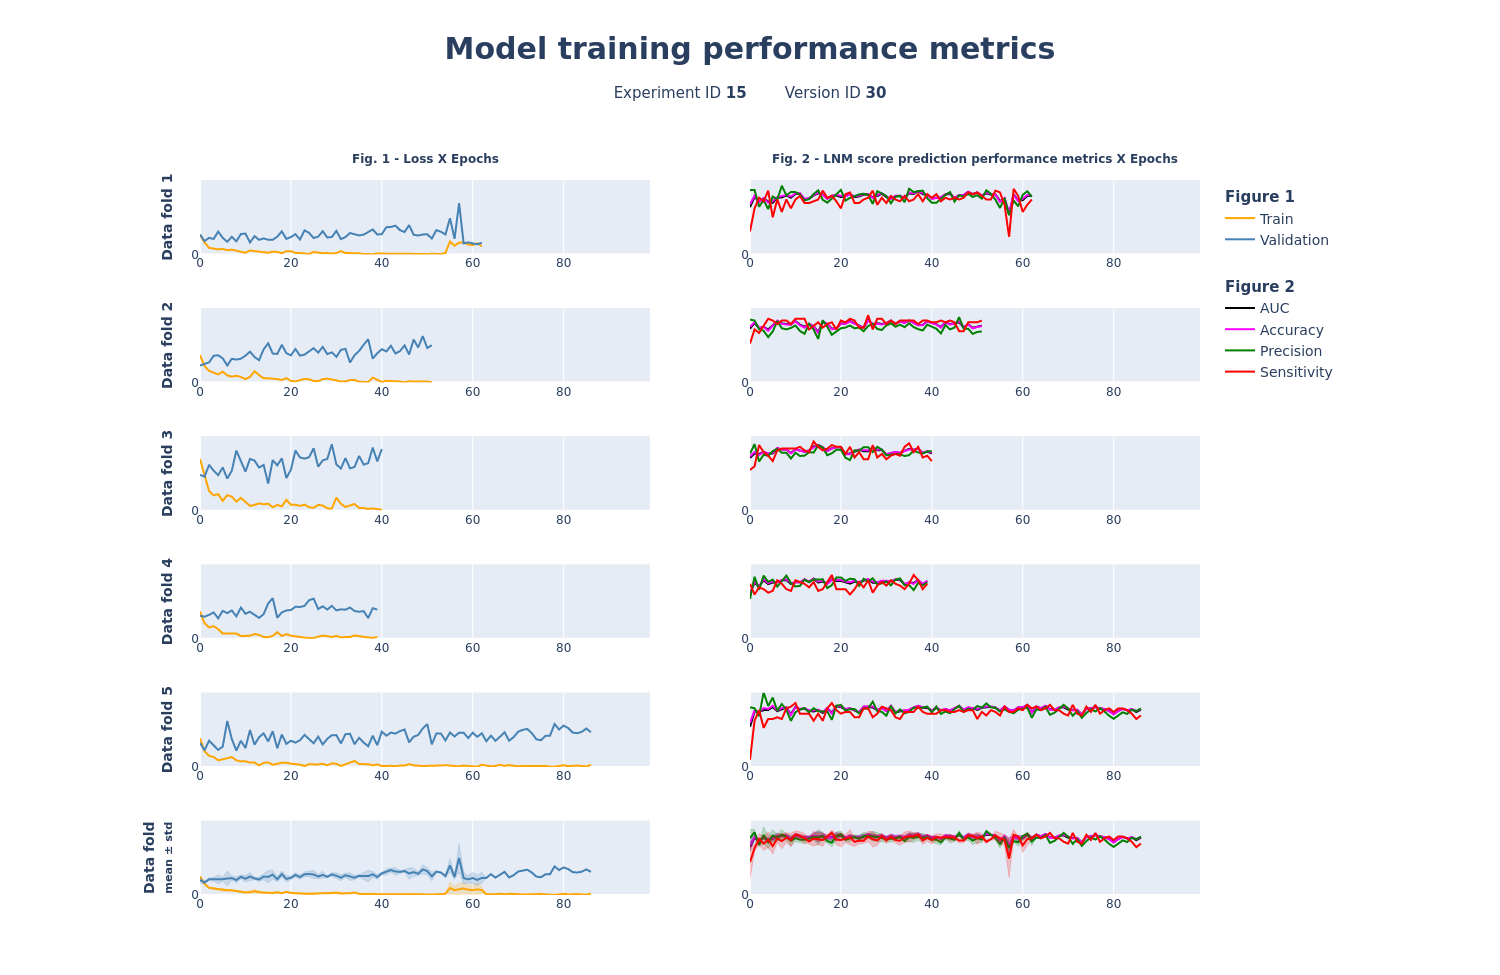 Model training performance metrics
Experiment ID 15 Version ID 30
Fig. 1 - Loss X Epochs
Fig. 2 - LNM score prediction performance metrics X Epochs
Data fold 1
0
0 20 40 60 80
0
0 20 40 60 80
Figure 1
Train
Validation
Figure 2
AUC
Accuracy
Precision
Sensitivity
Data fold 2
0
0 20 40 60 80
0
0 20 40 60 80
Data fold 3
0
0 20 40 60 80
0
0 20 40 60 80
Data fold 4
0
0 20 40 60 80
0
0 20 40 60 80
Data fold 5
0
0 20 40 60 80
0
0 20 40 60 80
Data fold
mean ± std
0
0 20 40 60 80
0
0 20 40 60 80